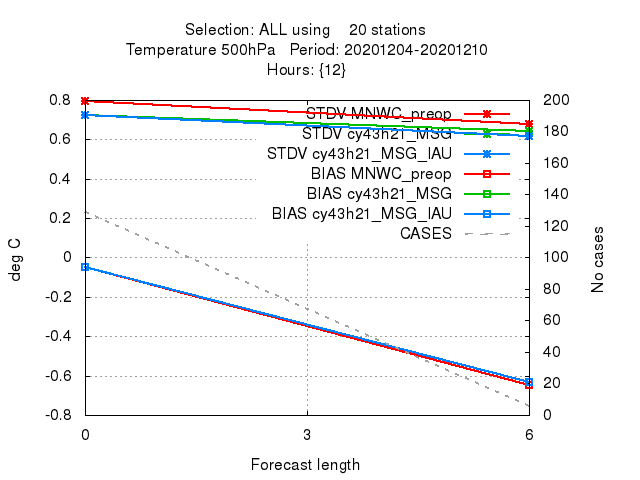 Selection: ALL using 20 stations
Temperature 500hPa Period: 20201204-20201210
Hours: {12}
STDV MNWC_preop
STDV cy43h21_MSG
STDV cy43h21_MSG_IAU
BIAS MNWC_preop
BIAS cy43h21_MSG
BIAS cy43h21_MSG_IAU
CASES
deg C
0.8
0.6
0.4
0.2
0
-0.2
-0.4
-0.6
-0.8
200
180
160
140
120
100
80
60
40
20
0
No cases
0 3 6
Forecast length